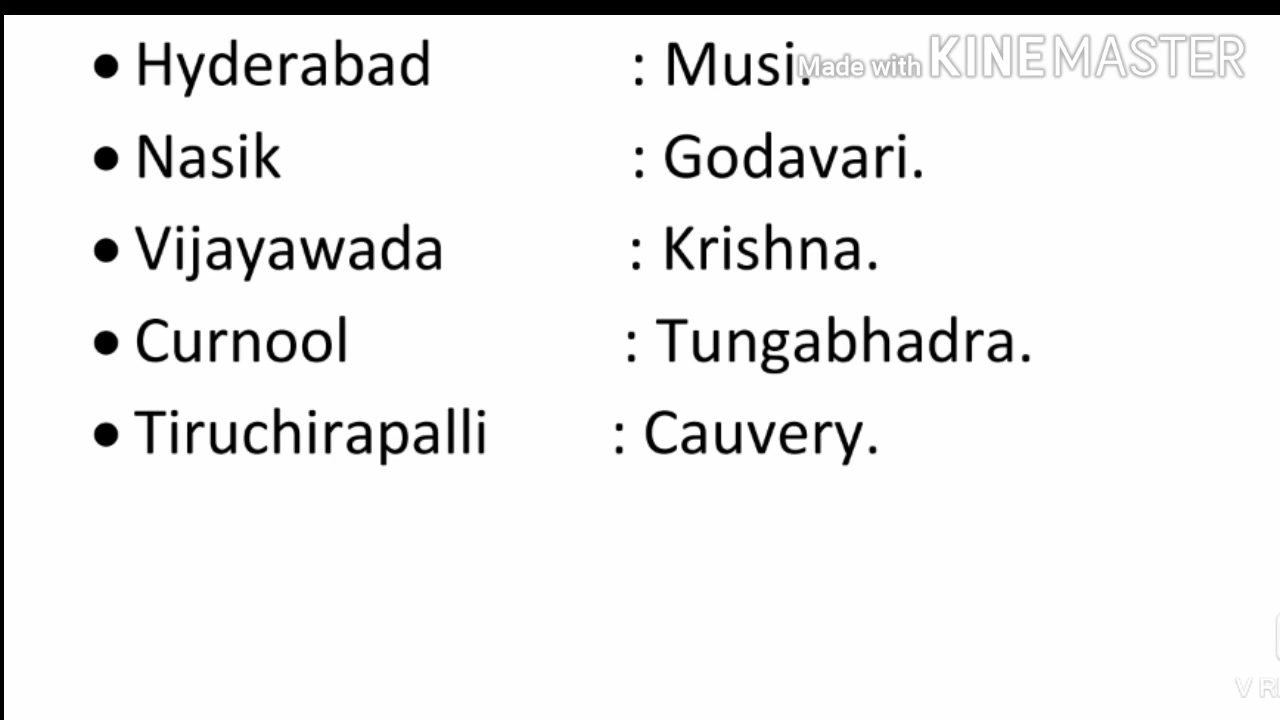 • Hyderabad : Musi.
Made with KINEMASTER
• Nasik : Godavari.
• Vijayawada : Krishna.
• Curnool : Tungabhadra.
• Tiruchirapalli : Cauvery.